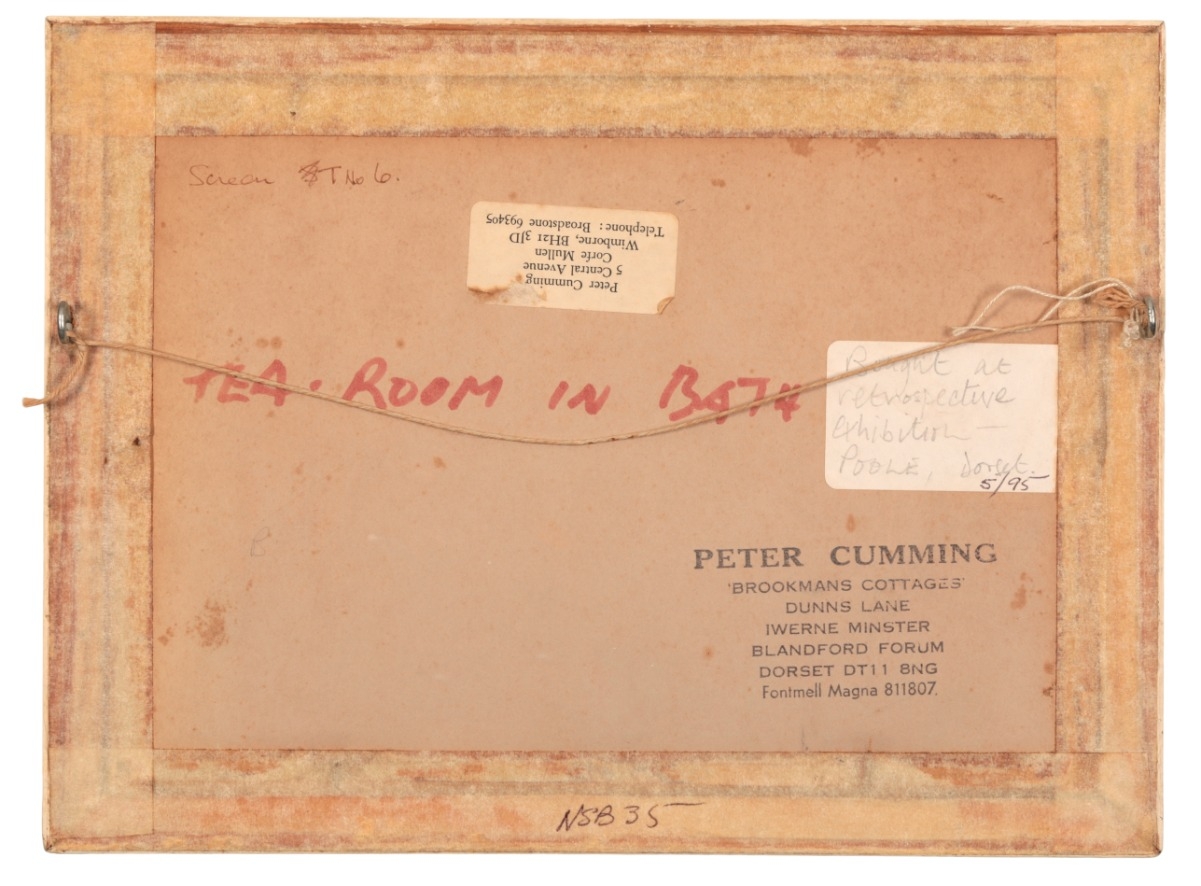 Screen T No 6.
Peter Cumming
5 Central Avenue
Corfe Mullen
Wimborne, BH21 3JD
Telephone : Broadstone 693405
TEA. ROOM IN BATH
Bought at
retrospective
exhibition —
POOLE, Dorset.
5/95
PETER CUMMING
'BROOKMANS COTTAGES'
DUNNS LANE
IWERNE MINSTER
BLANDFORD FORUM
DORSET DT11 8NG
Fontmell Magna 811807.
NSB 35